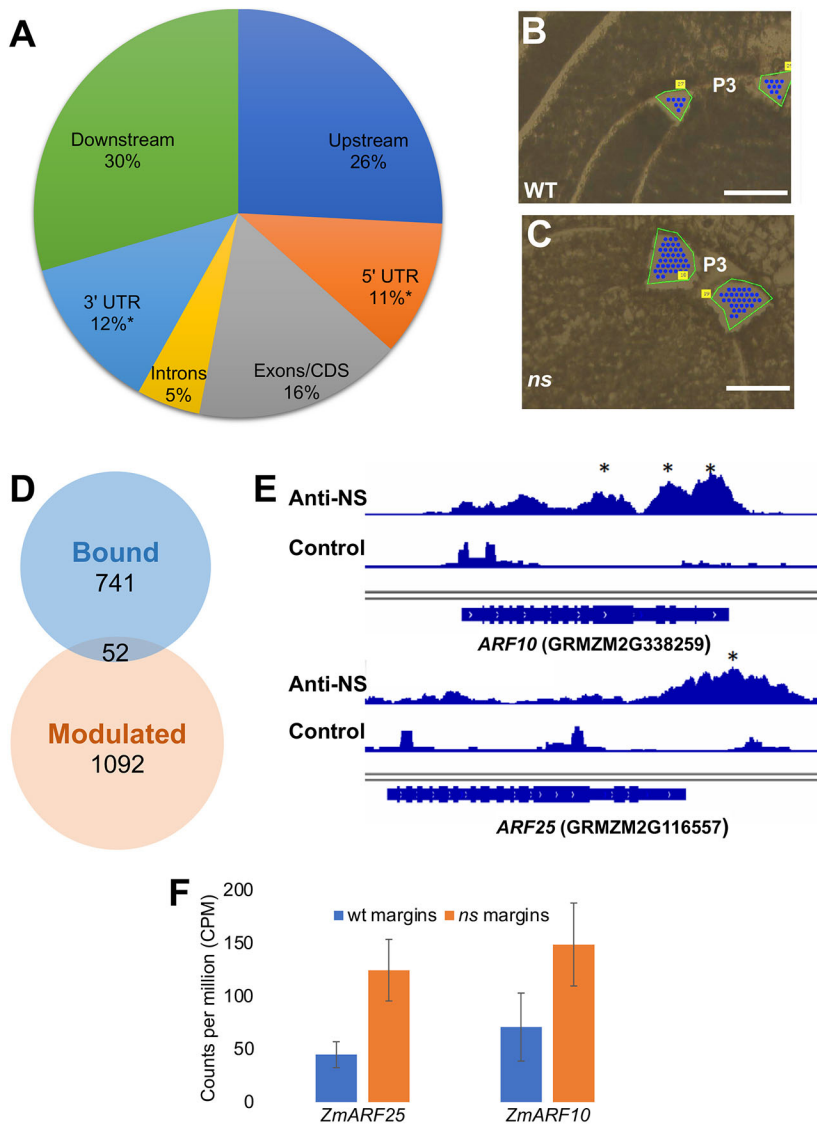 A
Downstream
30%
Upstream
26%
5' UTR
11%*
Exons/CDS
16%
Introns
5%
3' UTR
12%*
B
P3
WT
C
P3
ns
D
Bound
741
52
Modulated
1092
E
* * *
Anti-NS
Control
ARF10 (GRMZM2G338259)
*
Anti-NS
Control
ARF25 (GRMZM2G116557)
F
Counts per million (CPM)
200
150
100
50
0
wt margins ns margins
ZmARF25 ZmARF10